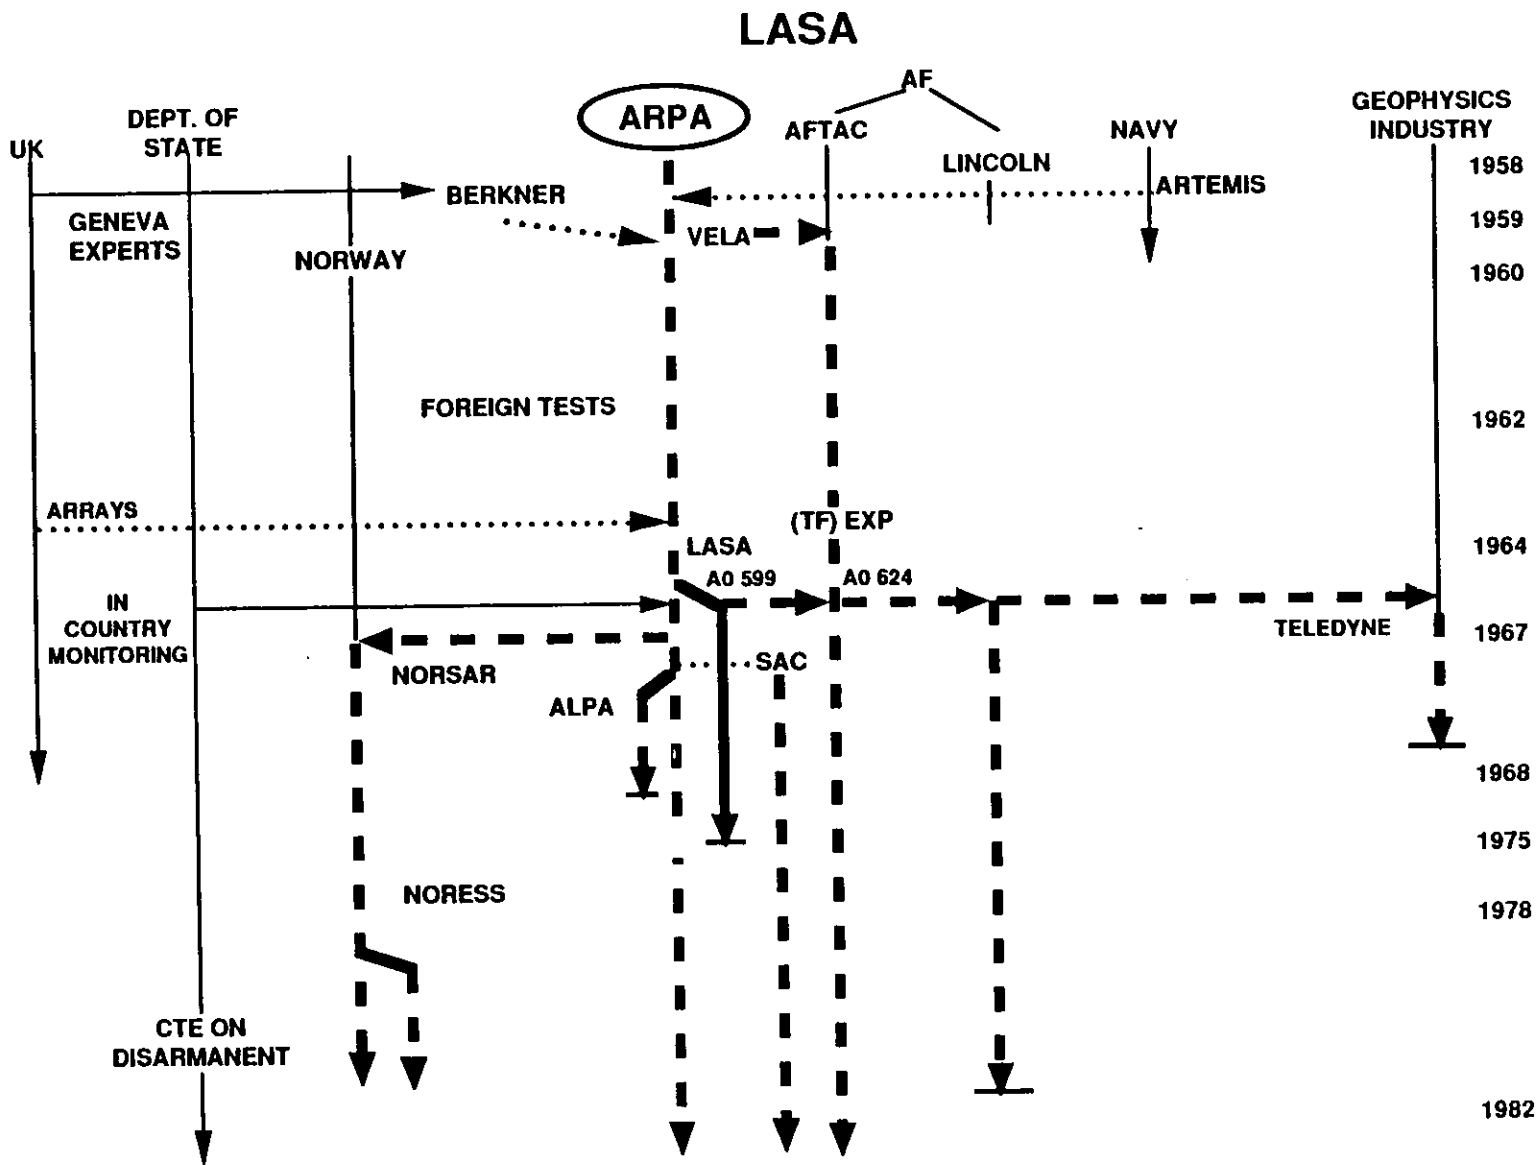 LASA
AF
ARPA
AFTAC
NAVY
GEOPHYSICS
INDUSTRY
DEPT. OF
STATE
UK
LINCOLN
1958
BERKNER
ARTEMIS
GENEVA
EXPERTS
1959
VELA
NORWAY
1960
FOREIGN TESTS
1962
ARRAYS
(TF) EXP
LASA
1964
A0 599
A0 624
IN
COUNTRY
MONITORING
TELEDYNE
1967
NORSAR
SAC
ALPA
1968
1975
NORESS
1978
CTE ON
DISARMANENT
1982